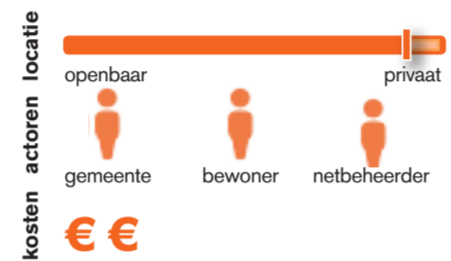 locatie
openbaar privaat
actoren
gemeente bewoner netbeheerder
kosten
€ €